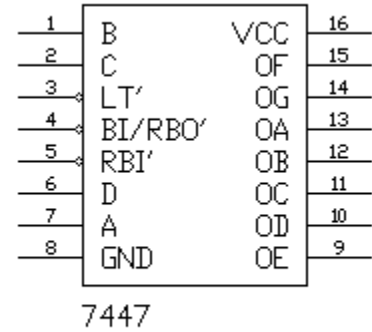 1 B VCC 16
2 C OF 15
3 LT' OG 14
4 BI/RBO' OA 13
5 RBI' OB 12
6 D OC 11
7 A OD 10
8 GND OE 9
7447